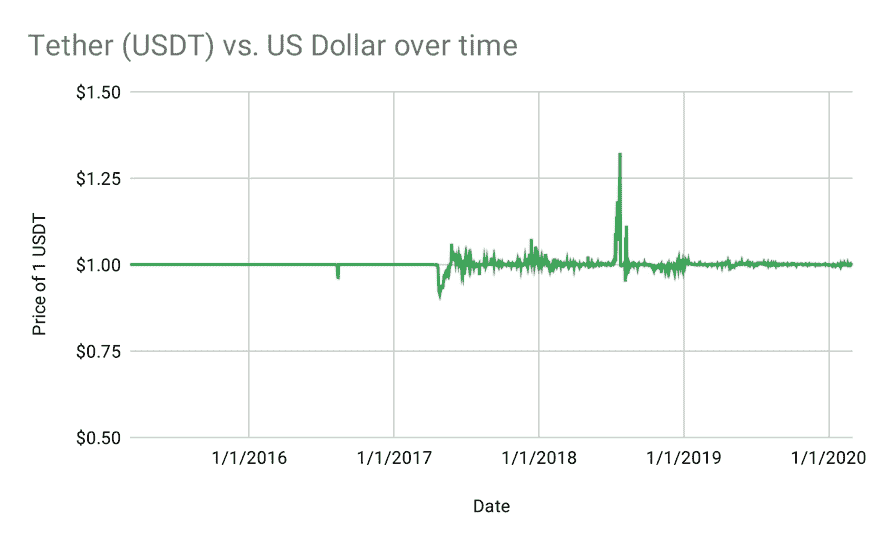 Tether (USDT) vs. US Dollar over time
$1.50
$1.25
$1.00
$0.75
$0.50
Price of 1 USDT
1/1/2016 1/1/2017 1/1/2018 1/1/2019 1/1/2020
Date